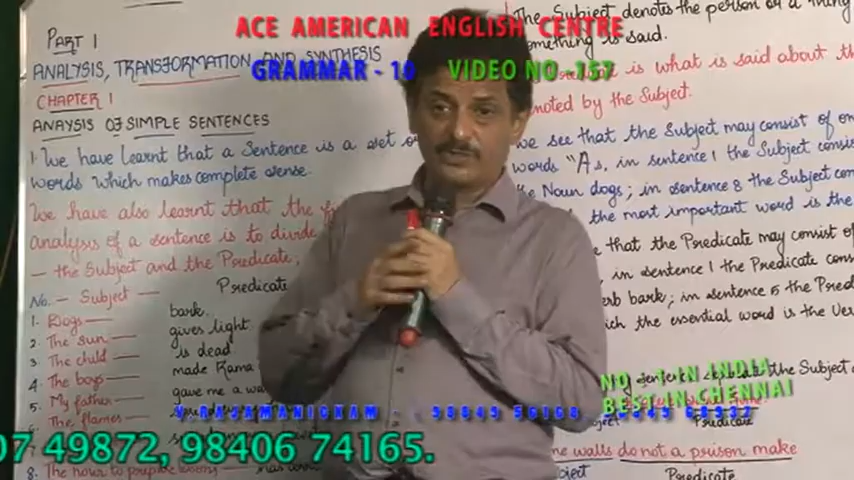 ACE AMERICAN ENGLISH CENTRE
GRAMMAR - 10 VIDEO NO -157
PART 1
ANALYSIS, TRANSFORMATION AND SYNTHESIS
CHAPTER 1
ANAYSIS OF SIMPLE SENTENCES
1. We have learnt that a Sentence is a set of
words which makes complete sense.
We have also learnt that the
analysis of a sentence is to divide
- the Subject and the Predicate
No. - Subject - Predicate
1. Dogs bark.
2. The sun gives light.
3. The child is dead
4. The boys made Rama
5. My father gave me a
6. The flames
8. The hour to prepare lessons has
The Subject denotes the person or a thing
something is said.
is what is said about the
denoted by the Subject.
we see that the Subject may consist of
words "As, in sentence 1 the Subject
Noun dogs; in sentence 8 the Subject
the most important word is the
that the Predicate may consist of
in sentence 1 the Predicate
verb bark; in sentence 5 the
which the essential word is the Ver
sentence the Subject
Predicate
walls do not a prison make
Predicate
NO - 1 IN INDIA
BEST IN CHENNAI
V.RAJAMANICKAM - 98849
07 49872, 98406 74165.